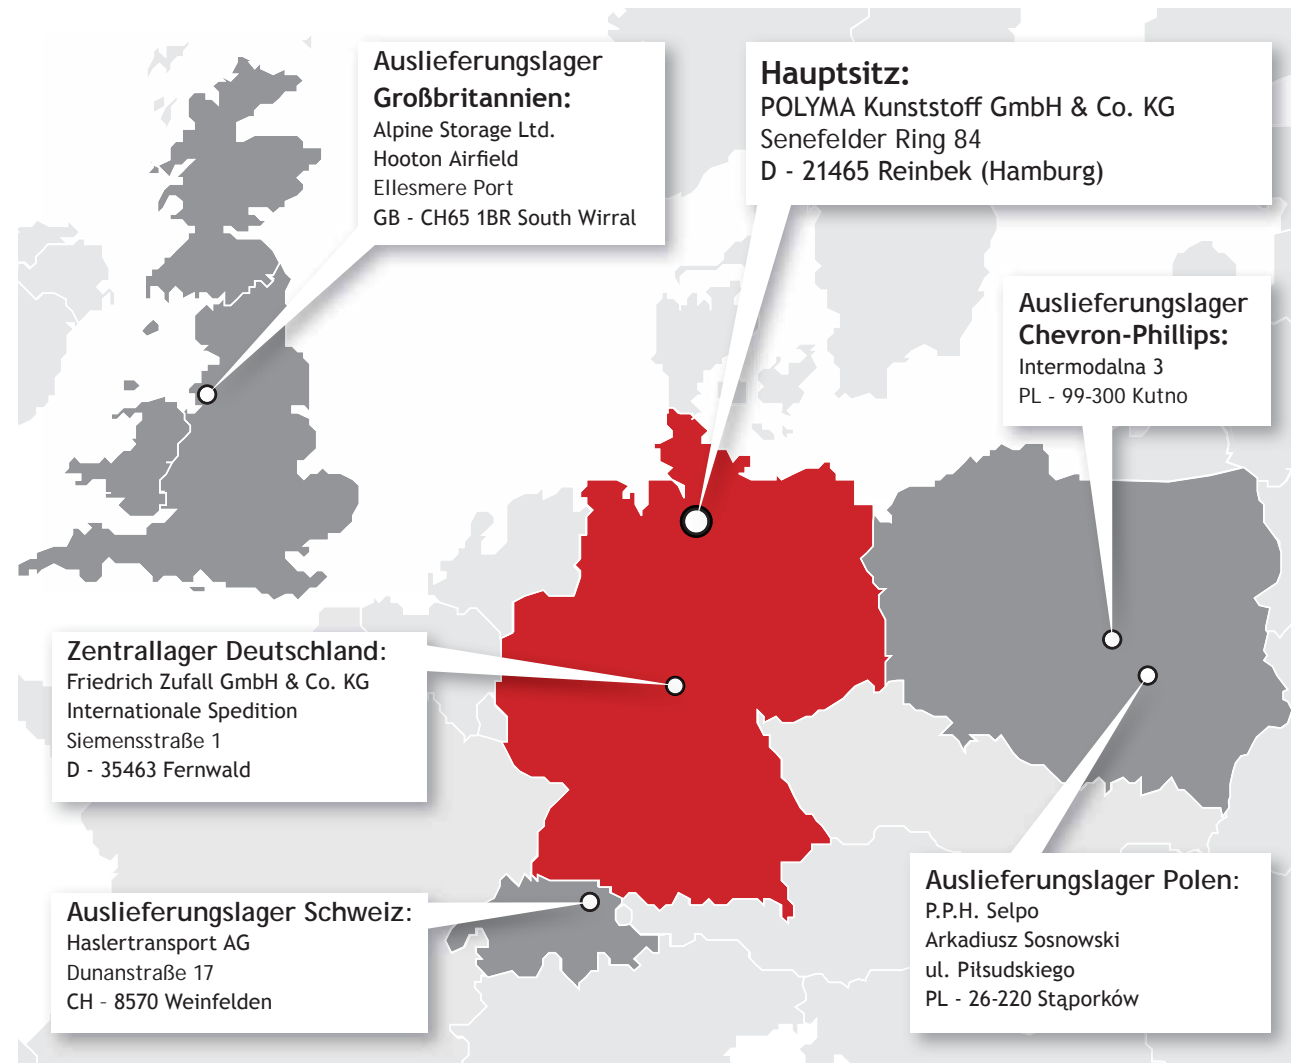 Auslieferungslager
Großbritannien:
Alpine Storage Ltd.
Hooton Airfield
Ellesmere Port
GB - CH65 1BR South Wirral
Hauptsitz:
POLYMA Kunststoff GmbH & Co. KG
Senefelder Ring 84
D - 21465 Reinbek (Hamburg)
Auslieferungslager
Chevron-Phillips:
Intermodalna 3
PL - 99-300 Kutno
Zentrallager Deutschland:
Friedrich Zufall GmbH & Co. KG
Internationale Spedition
Siemensstraße 1
D - 35463 Fernwald
Auslieferungslager Schweiz:
Haslertransport AG
Dunanstraße 17
CH – 8570 Weinfelden
Auslieferungslager Polen:
P.P.H. Selpo
Arkadiusz Sosnowski
ul. Piłsudskiego
PL - 26-220 Stąporków